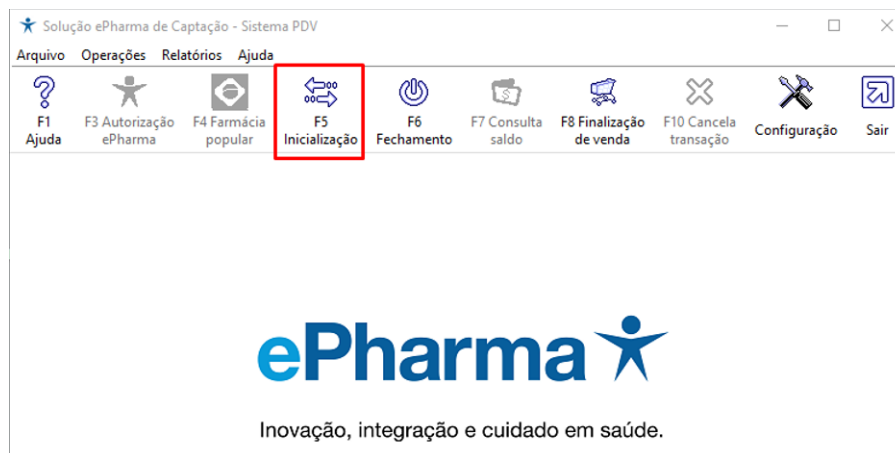 Solução ePharma de Captação - Sistema PDV
Arquivo Operações Relatórios Ajuda
F1 Ajuda
F3 Autorização ePharma
F4 Farmácia popular
F5 Inicialização
F6 Fechamento
F7 Consulta saldo
F8 Finalização de venda
F10 Cancela transação
Configuração
Sair
ePharma
Inovação, integração e cuidado em saúde.